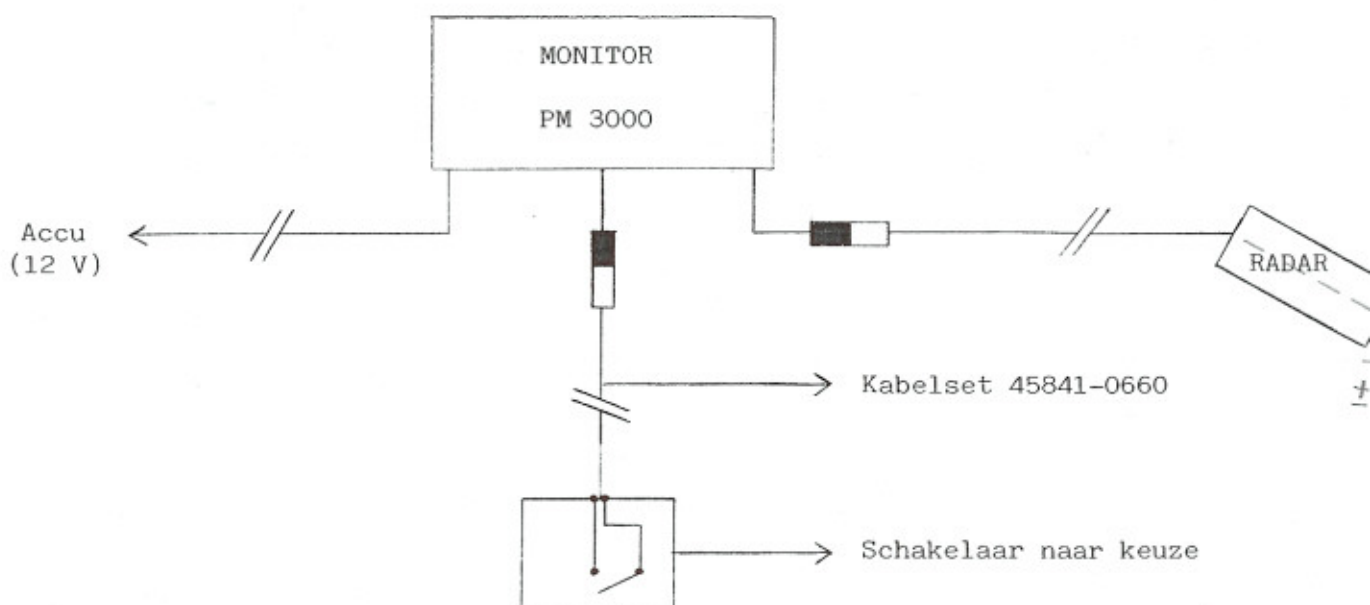 MONITOR
PM 3000
Accu
(12 V)
RADAR
Kabelset 45841-0660
Schakelaar naar keuze